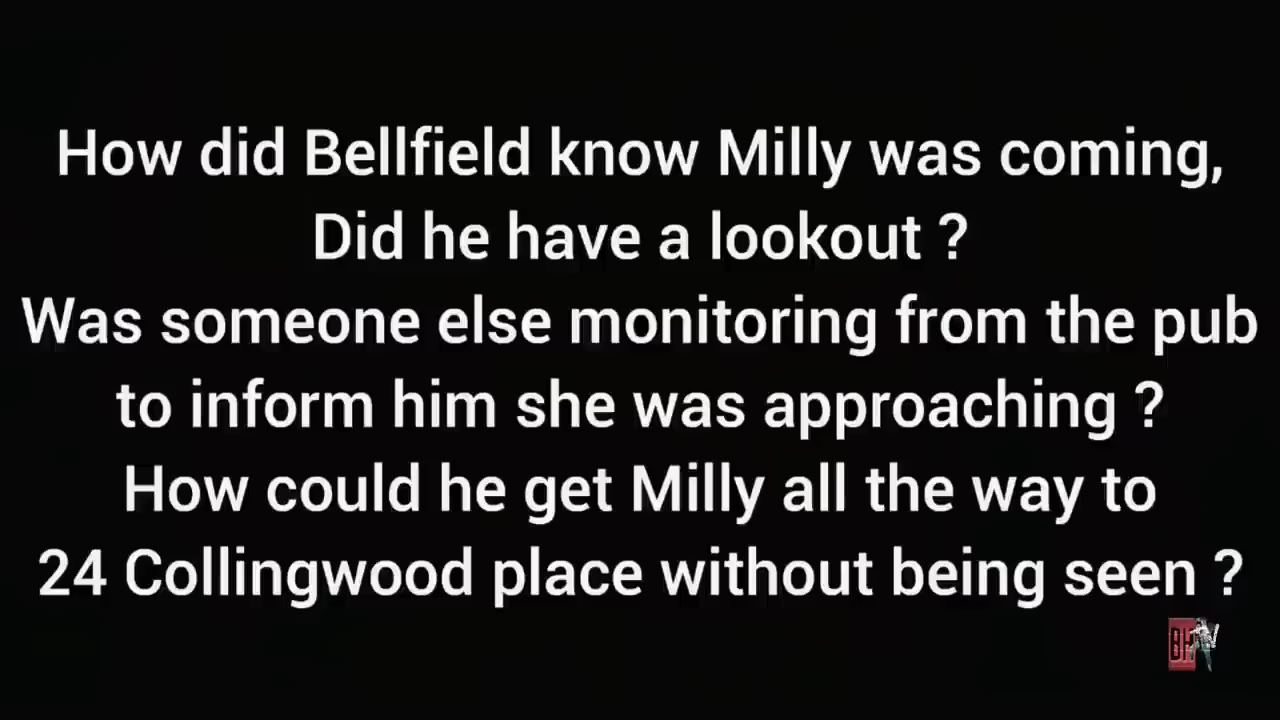 How did Bellfield know Milly was coming,
Did he have a lookout ?
Was someone else monitoring from the pub
to inform him she was approaching ?
How could he get Milly all the way to
24 Collingwood place without being seen ?